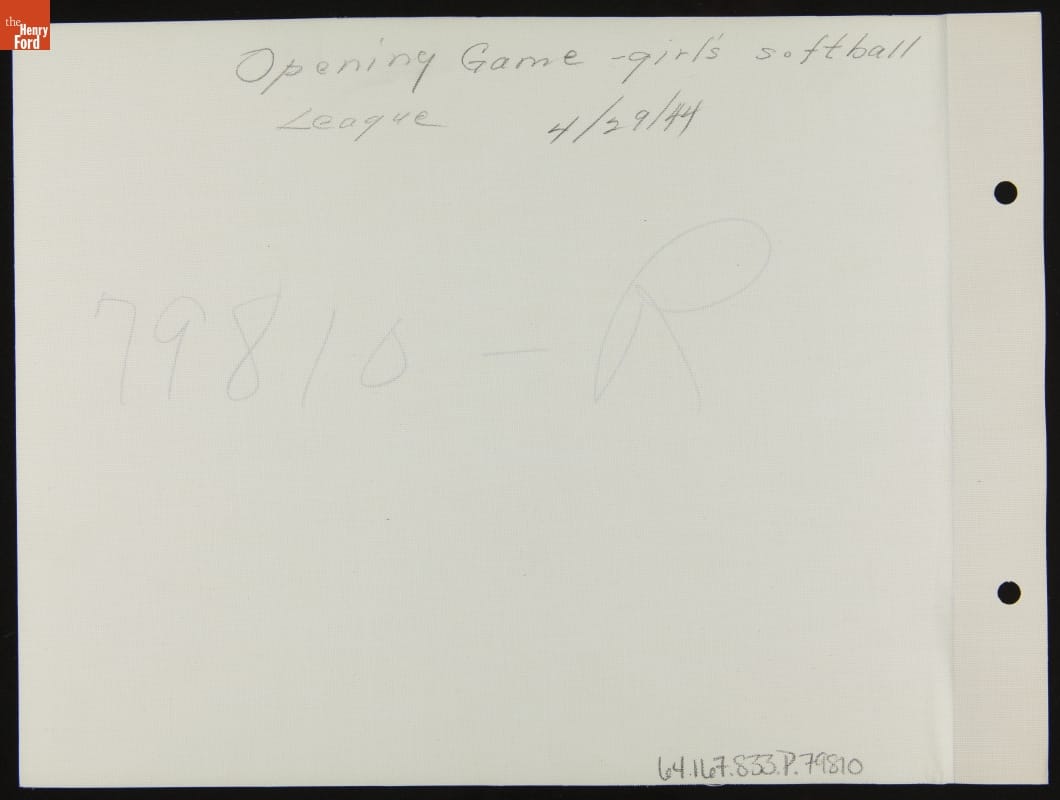 the
Henry
Ford
Opening Game - girl's softball
League 4/29/44
79810 - R
64.167.833.P.79810